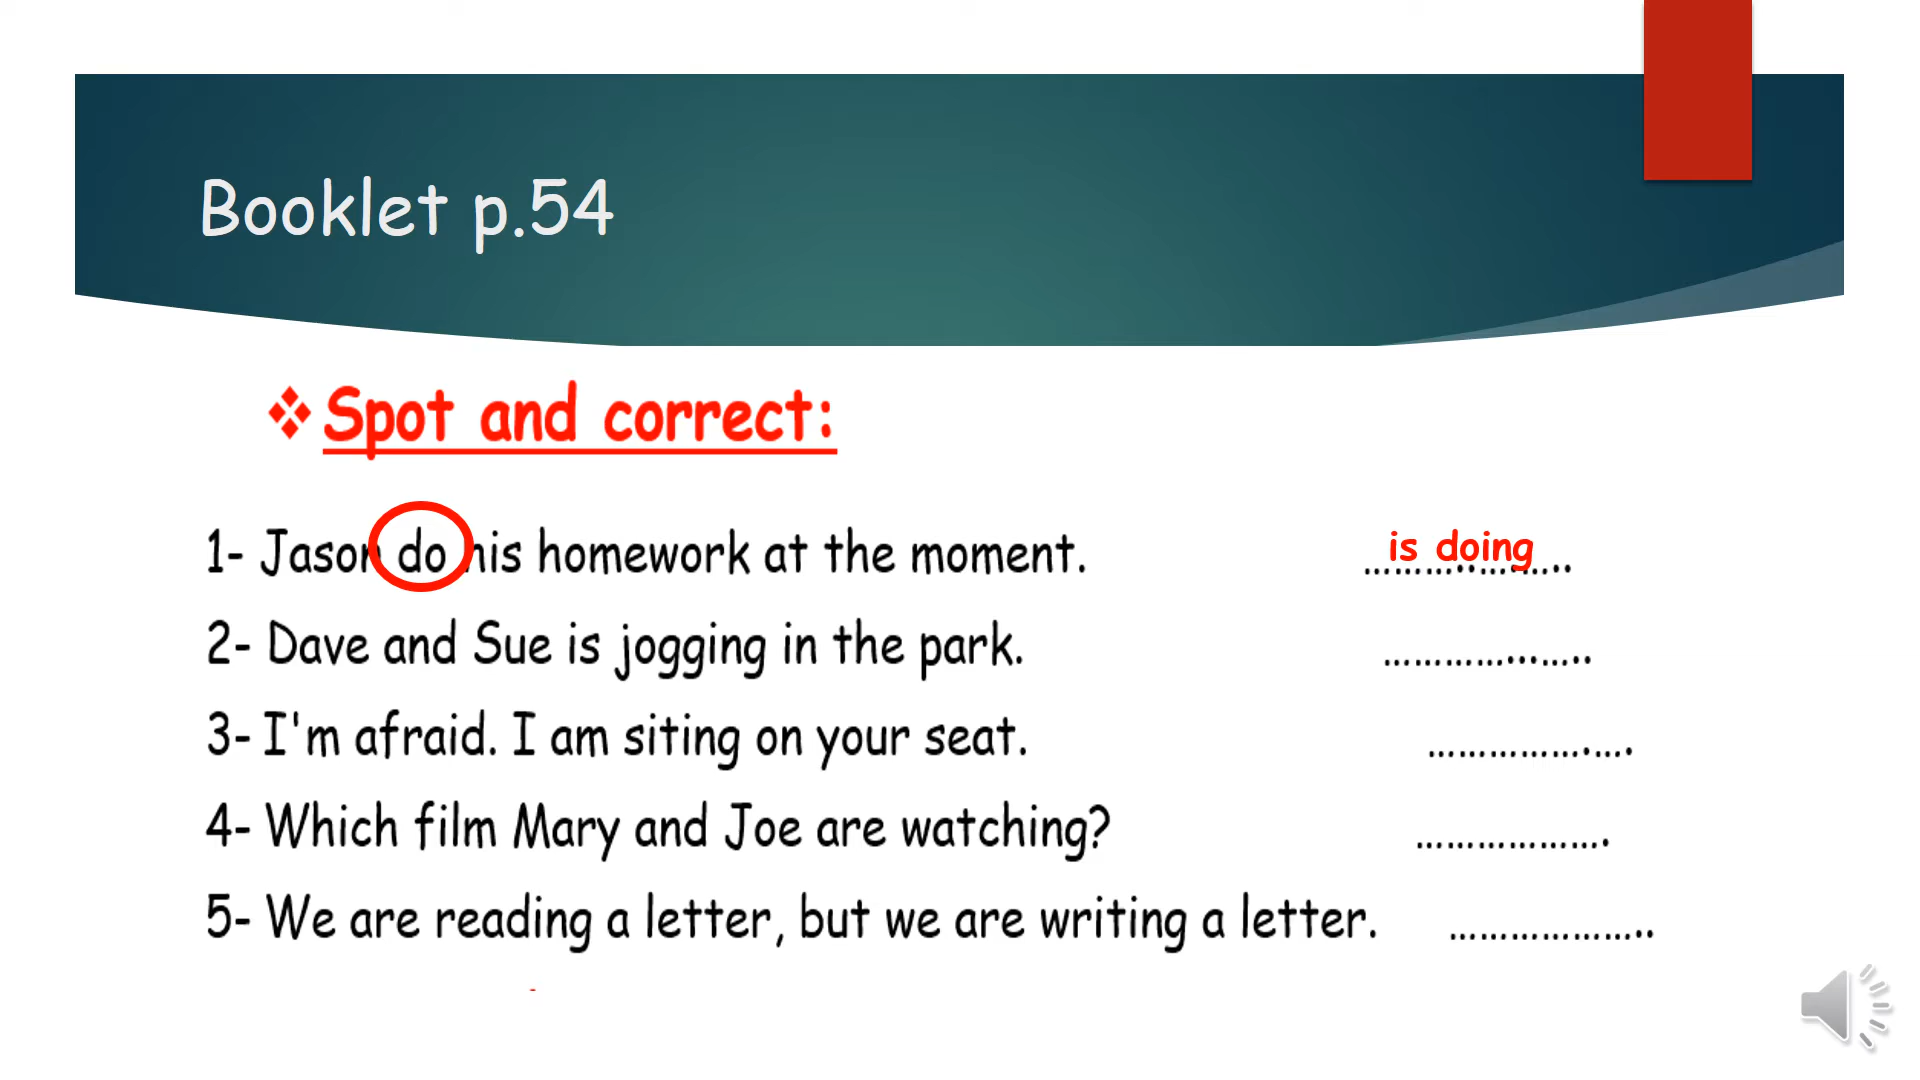 Booklet p.54
❖ Spot and correct:
1- Jason do his homework at the moment. ………………….. is doing
2- Dave and Sue is jogging in the park. …………………..
3- I'm afraid. I am siting on your seat. ………………….
4- Which film Mary and Joe are watching? ……………….
5- We are reading a letter, but we are writing a letter. ………………..